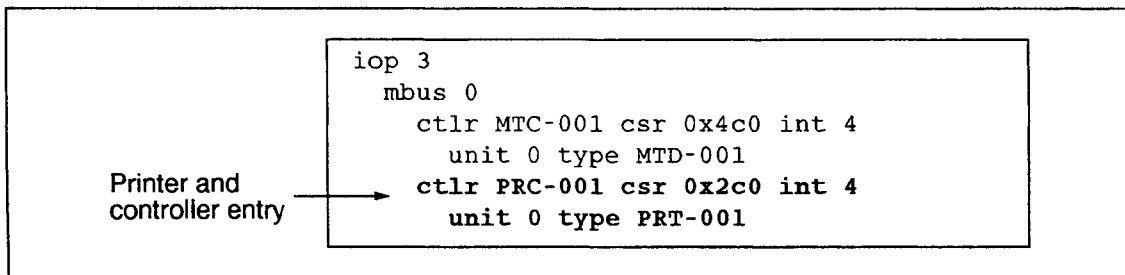 iop 3
mbus 0
ctlr MTC-001 csr 0x4c0 int 4
unit 0 type MTD-001
Printer and
controller entry
ctlr PRC-001 csr 0x2c0 int 4
unit 0 type PRT-001